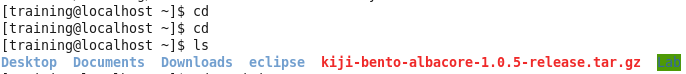 [training@localhost ~]$ cd
[training@localhost ~]$ cd
[training@localhost ~]$ ls
Desktop  Documents  Downloads  eclipse  kiji-bento-albacore-1.0.5-release.tar.gz  Lab